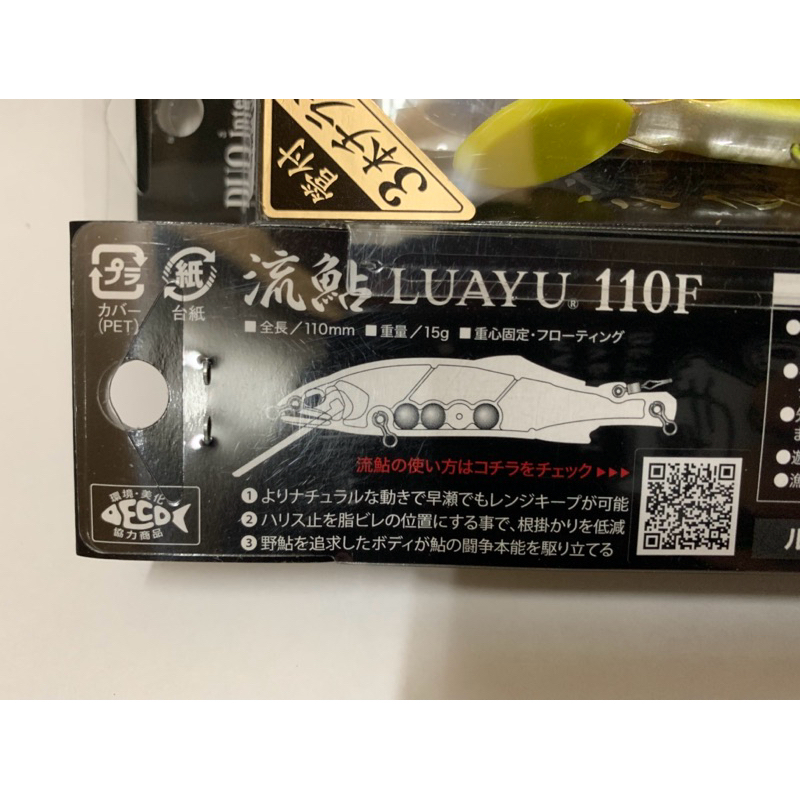 DUO inte
管付
3本チラ
プラ
カバー
(PET)
紙
台紙
流鮎 LUAYU® 110F
■全長／110mm ■重量／15g ■重心固定・フローティング
流鮎の使い方はコチラをチェック▶▶▶
① よりナチュラルな動きで早瀬でもレンジキープが可能
② ハリス止を脂ビレの位置にする事で、根掛かりを低減
③ 野鮎を追求したボディが鮎の闘争本能を駆り立てる
環境・美化
ECO
協力商品